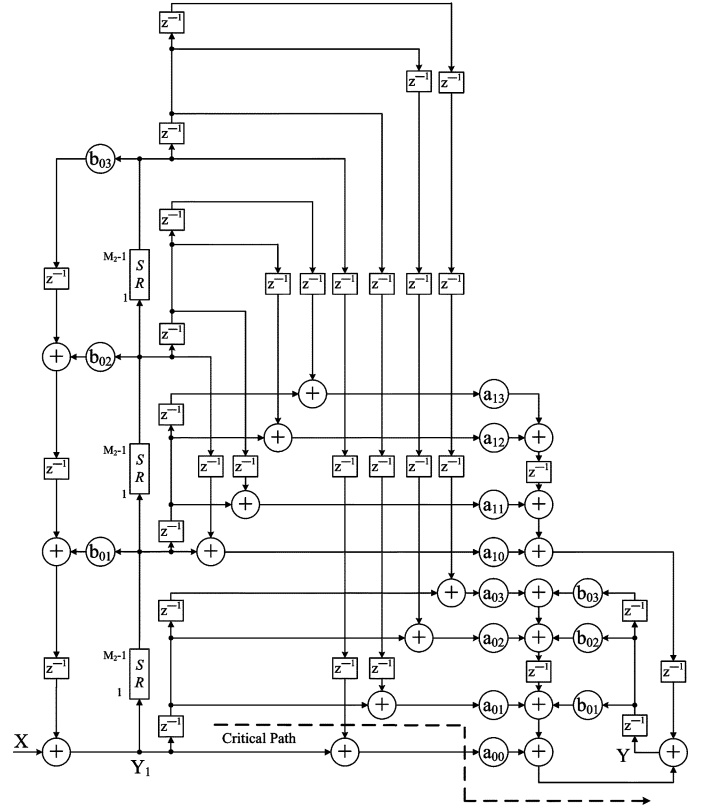 z⁻¹
z⁻¹ z⁻¹
z⁻¹
b₀₃
z⁻¹
M₂-1
S
R
1
z⁻¹ z⁻¹ z⁻¹ z⁻¹ z⁻¹ z⁻¹ z⁻¹
z⁻¹
+ b₀₂
+ a₁₃
z⁻¹
+ a₁₂ +
M₂-1
S
R
1
z⁻¹ z⁻¹ z⁻¹ z⁻¹ z⁻¹ z⁻¹ z⁻¹ z⁻¹
+ a₁₁ +
z⁻¹
+ b₀₁ + a₁₀ +
+ a₀₃ + b₀₃
z⁻¹ z⁻¹
+ a₀₂ + b₀₂
M₂-1
S
R
1
z⁻¹ z⁻¹ z⁻¹ z⁻¹ z⁻¹
+ a₀₁ + b₀₁
z⁻¹ z⁻¹
Critical Path
X + Y₁ + a₀₀ + Y +